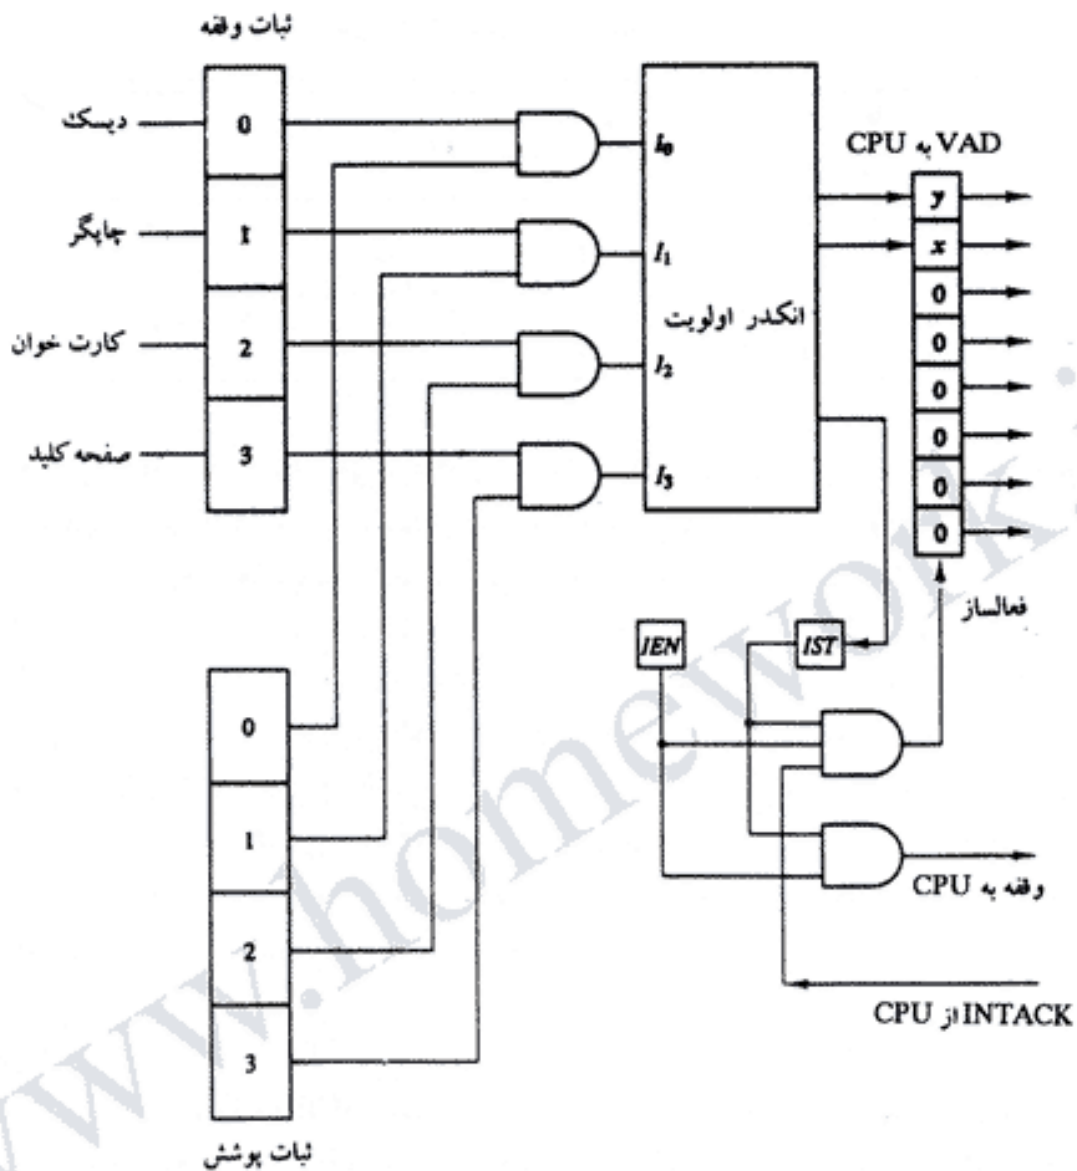 ثبات وقفه
دیسک
0
چاپگر
1
کارت خوان
2
صفحه کلید
3
I0
I1
I2
I3
انکدر اولویت
VAD به CPU
y
x
0
0
0
0
0
0
فعالساز
IEN
IST
وقفه به CPU
INTACK از CPU
0
1
2
3
ثبات پوشش
www.homework.